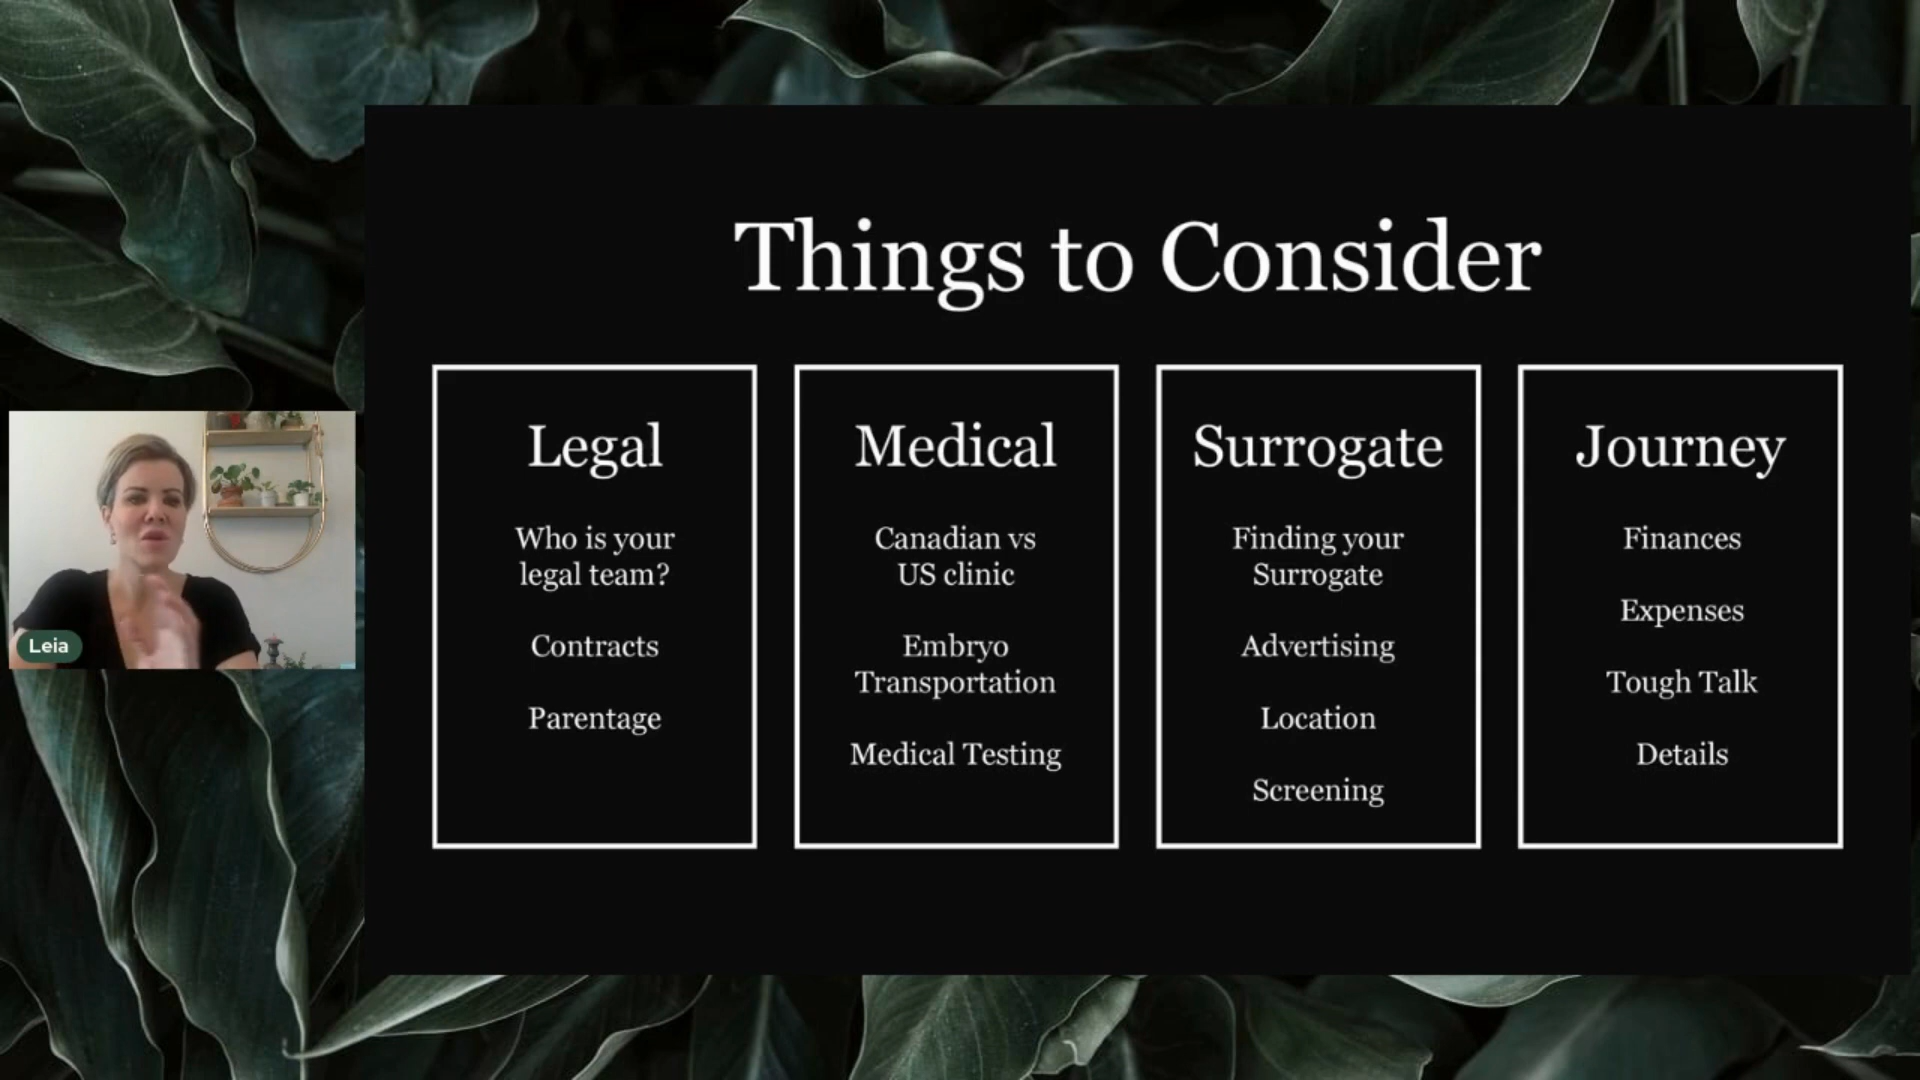 Things to Consider
Legal
Who is your
legal team?
Contracts
Parentage
Medical
Canadian vs
US clinic
Embryo
Transportation
Medical Testing
Surrogate
Finding your
Surrogate
Advertising
Location
Screening
Journey
Finances
Expenses
Tough Talk
Details
Leia